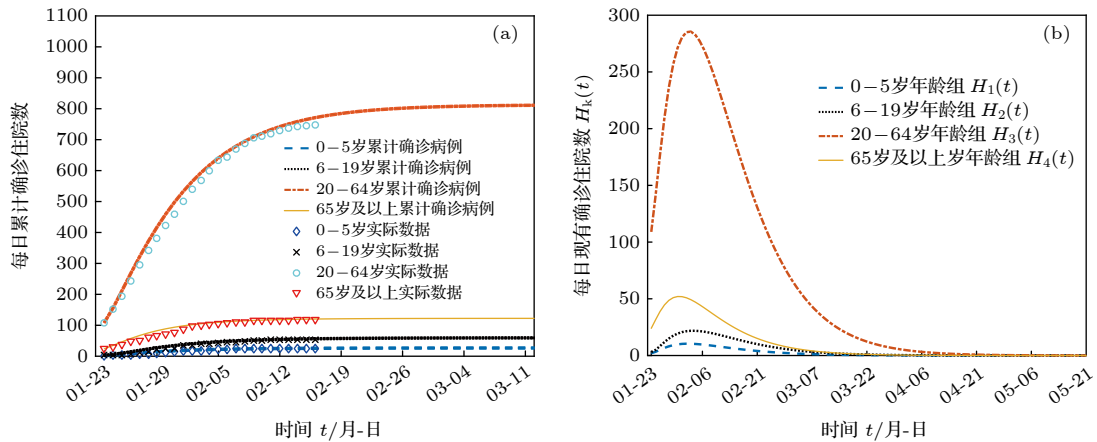 (a)
1100
1000
900
800
700
600
500
400
300
200
100
0
每日累计确诊住院数
0−5岁累计确诊病例
6−19岁累计确诊病例
20−64岁累计确诊病例
65岁及以上累计确诊病例
0−5岁实际数据
6−19岁实际数据
20−64岁实际数据
65岁及以上实际数据
01-23
01-29
02-05
02-12
02-19
02-26
03-04
03-11
时间 t/月-日
(b)
300
250
200
150
100
50
0
每日现有确诊住院数 Hk(t)
0−5岁年龄组 H1(t)
6−19岁年龄组 H2(t)
20−64岁年龄组 H3(t)
65岁及以上岁年龄组 H4(t)
01-23
02-06
02-21
03-07
03-22
04-06
04-21
05-06
05-21
时间 t/月-日